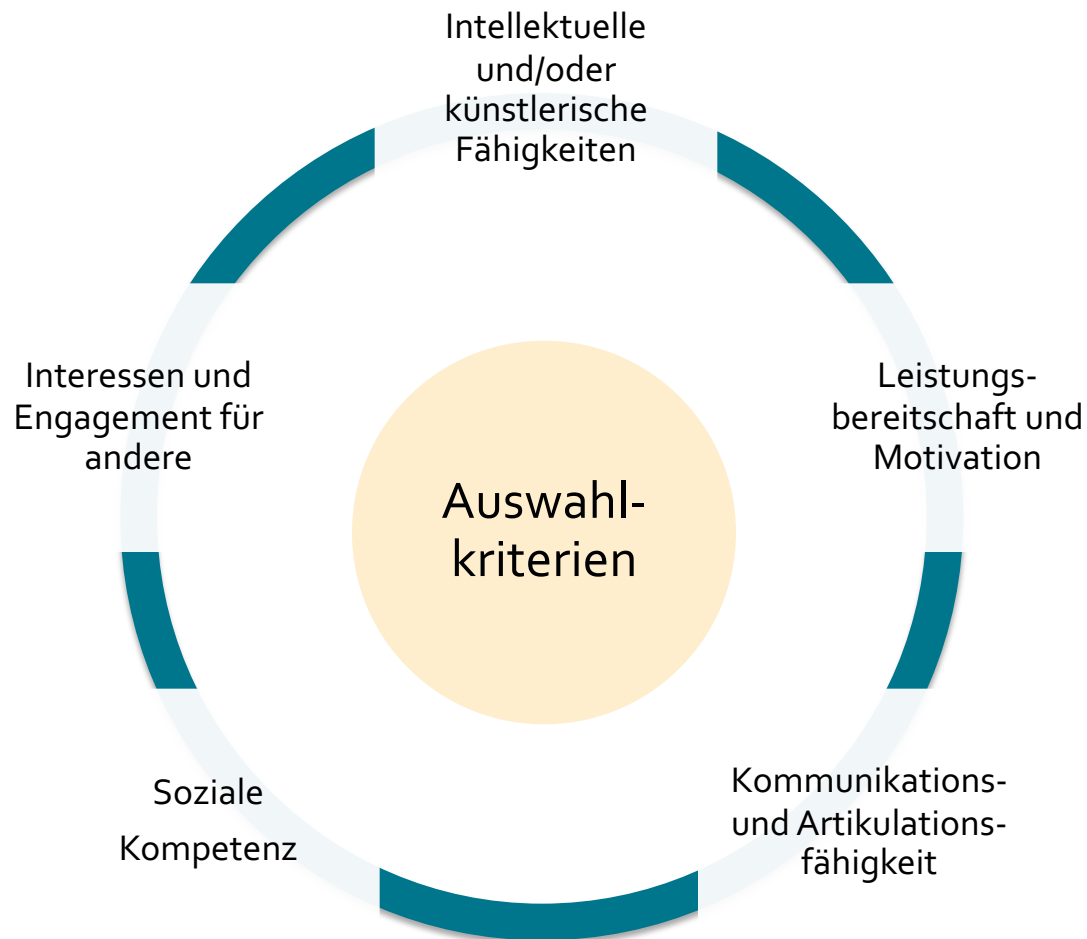 Intellektuelle
und/oder
künstlerische
Fähigkeiten
Interessen und
Engagement für
andere
Leistungs-
bereitschaft und
Motivation
Auswahl-
kriterien
Soziale
Kompetenz
Kommunikations-
und Artikulations-
fähigkeit